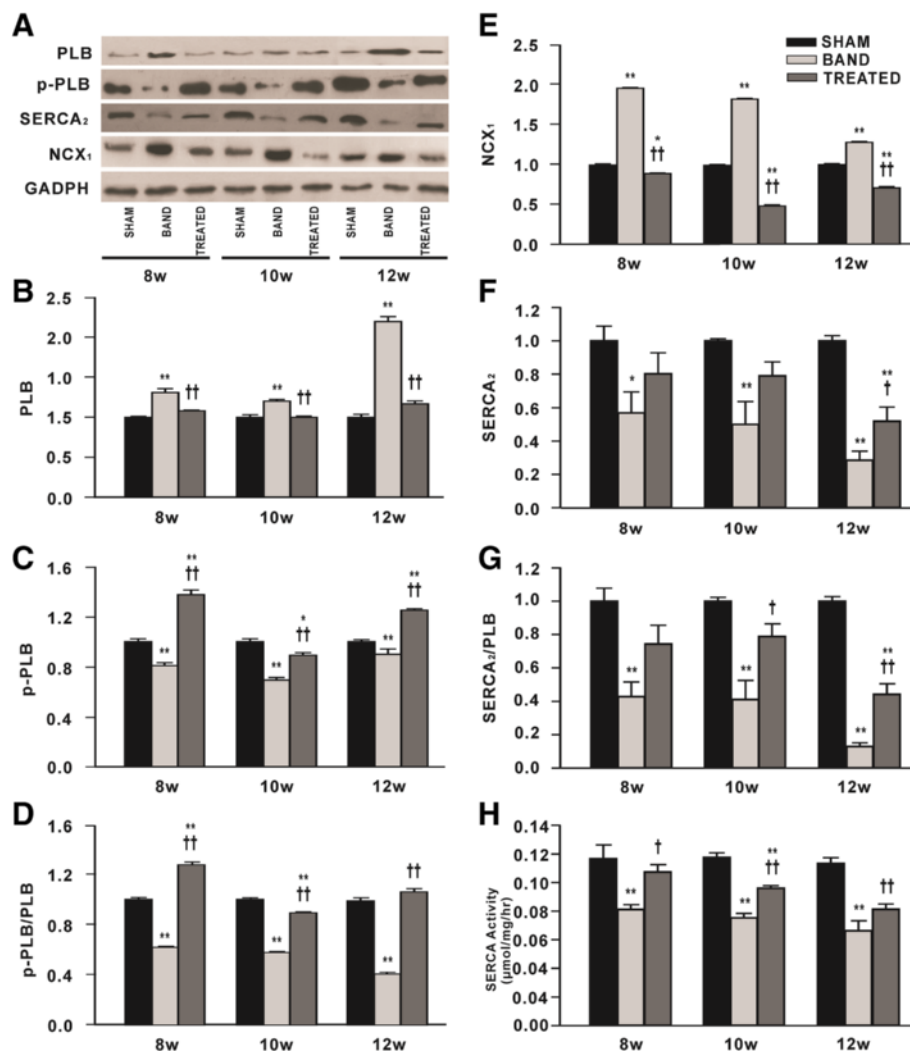 A
PLB
p-PLB
SERCA₂
NCX₁
GADPH
SHAM
BAND
TREATED
SHAM
BAND
TREATED
SHAM
BAND
TREATED
8w 10w 12w
B
PLB
2.5
2.0
1.0
1.5
0.5
0.0
** †† ** †† ** ††
8w 10w 12w
C
p-PLB
1.6
1.2
0.8
0.4
0.0
**
** ††
**
* ††
**
** ††
8w 10w 12w
D
p-PLB/PLB
1.6
1.2
0.8
0.4
0.0
**
** ††
**
** ††
**
††
8w 10w 12w
E
SHAM
BAND
TREATED
NCX₁
2.5
2.0
1.5
1.0
0.5
0.0
**
* ††
**
** ††
**
** ††
8w 10w 12w
F
SERCA₂
1.2
1.0
0.8
0.6
0.4
0.2
0.0
*
**
**
** †
8w 10w 12w
G
SERCA₂/PLB
1.2
1.0
0.8
0.6
0.4
0.2
0.0
**
**
†
**
** ††
8w 10w 12w
H
SERCA Activity
(µmol/mg/hr)
0.14
0.12
0.10
0.08
0.06
0.04
0.04
0.00
**
†
**
** ††
**
††
8w 10w 12w